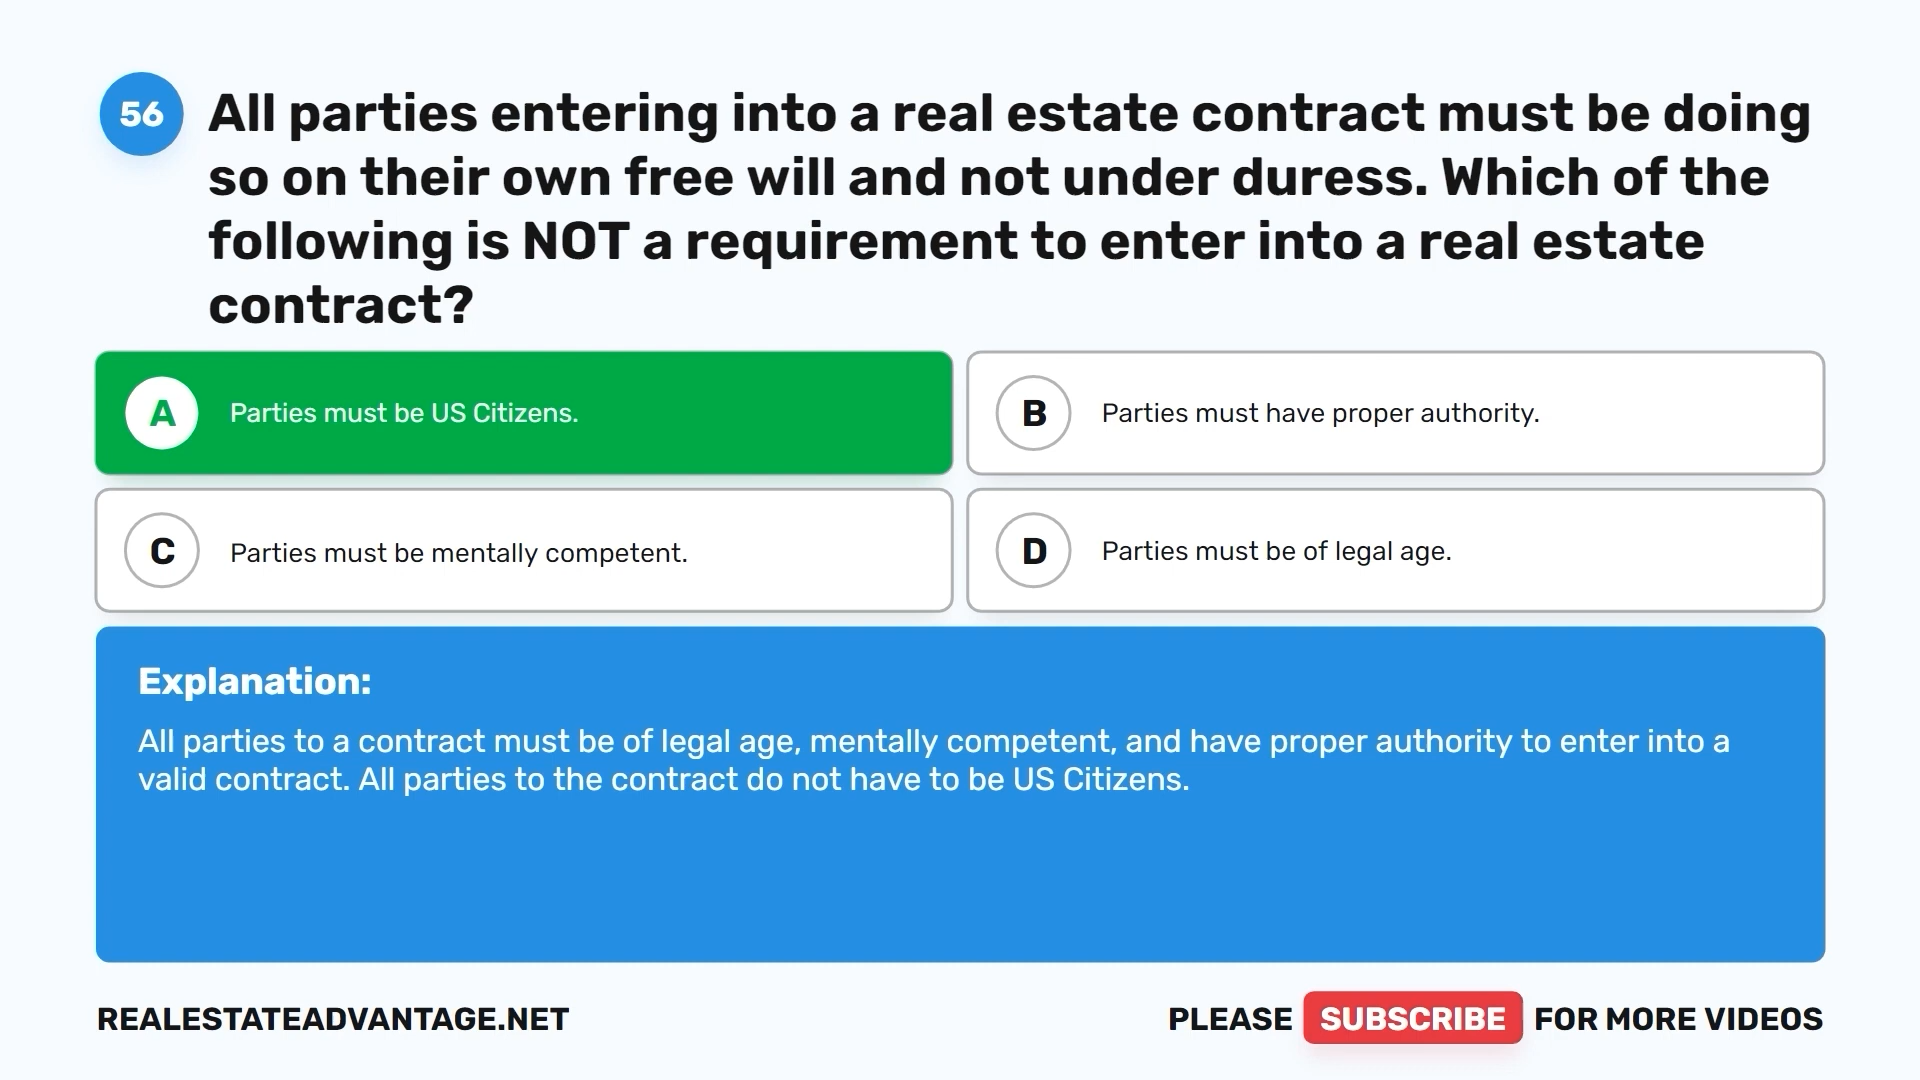 56
All parties entering into a real estate contract must be doing
so on their own free will and not under duress. Which of the
following is NOT a requirement to enter into a real estate
contract?
A Parties must be US Citizens.
B Parties must have proper authority.
C Parties must be mentally competent.
D Parties must be of legal age.
Explanation:
All parties to a contract must be of legal age, mentally competent, and have proper authority to enter into a
valid contract. All parties to the contract do not have to be US Citizens.
REALESTATEADVANTAGE.NET
PLEASE SUBSCRIBE FOR MORE VIDEOS